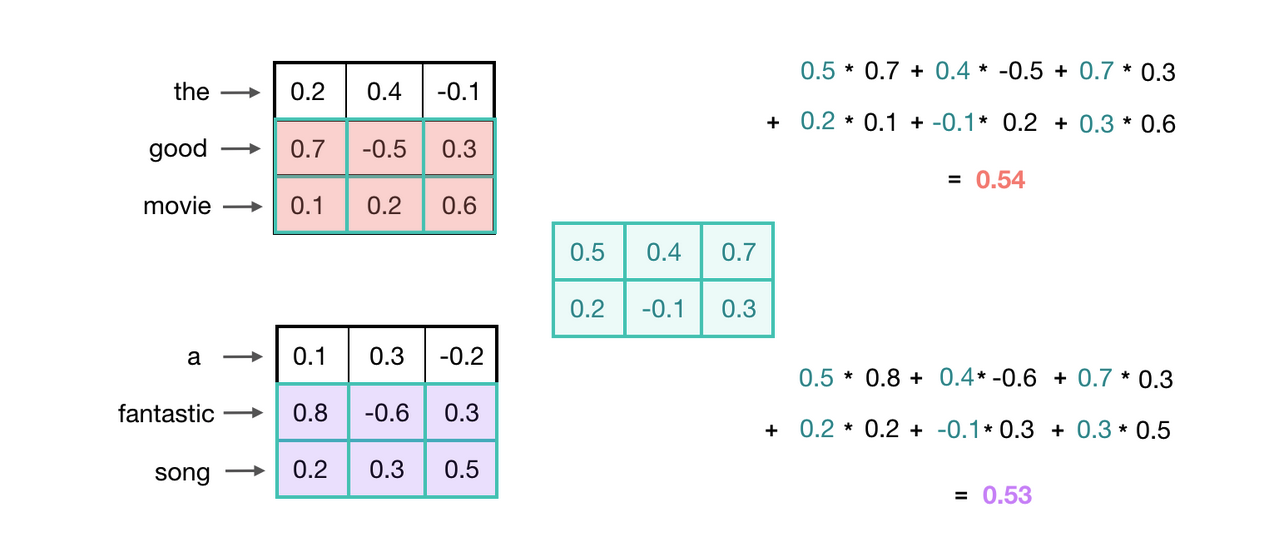 the → 0.2 0.4 -0.1
good → 0.7 -0.5 0.3
movie → 0.1 0.2 0.6
0.5 * 0.7 + 0.4 * -0.5 + 0.7 * 0.3
+ 0.2 * 0.1 + -0.1* 0.2 + 0.3 * 0.6
= 0.54
0.5 0.4 0.7
0.2 -0.1 0.3
a → 0.1 0.3 -0.2
fantastic → 0.8 -0.6 0.3
song → 0.2 0.3 0.5
0.5 * 0.8 + 0.4* -0.6 + 0.7 * 0.3
+ 0.2 * 0.2 + -0.1* 0.3 + 0.3 * 0.5
= 0.53